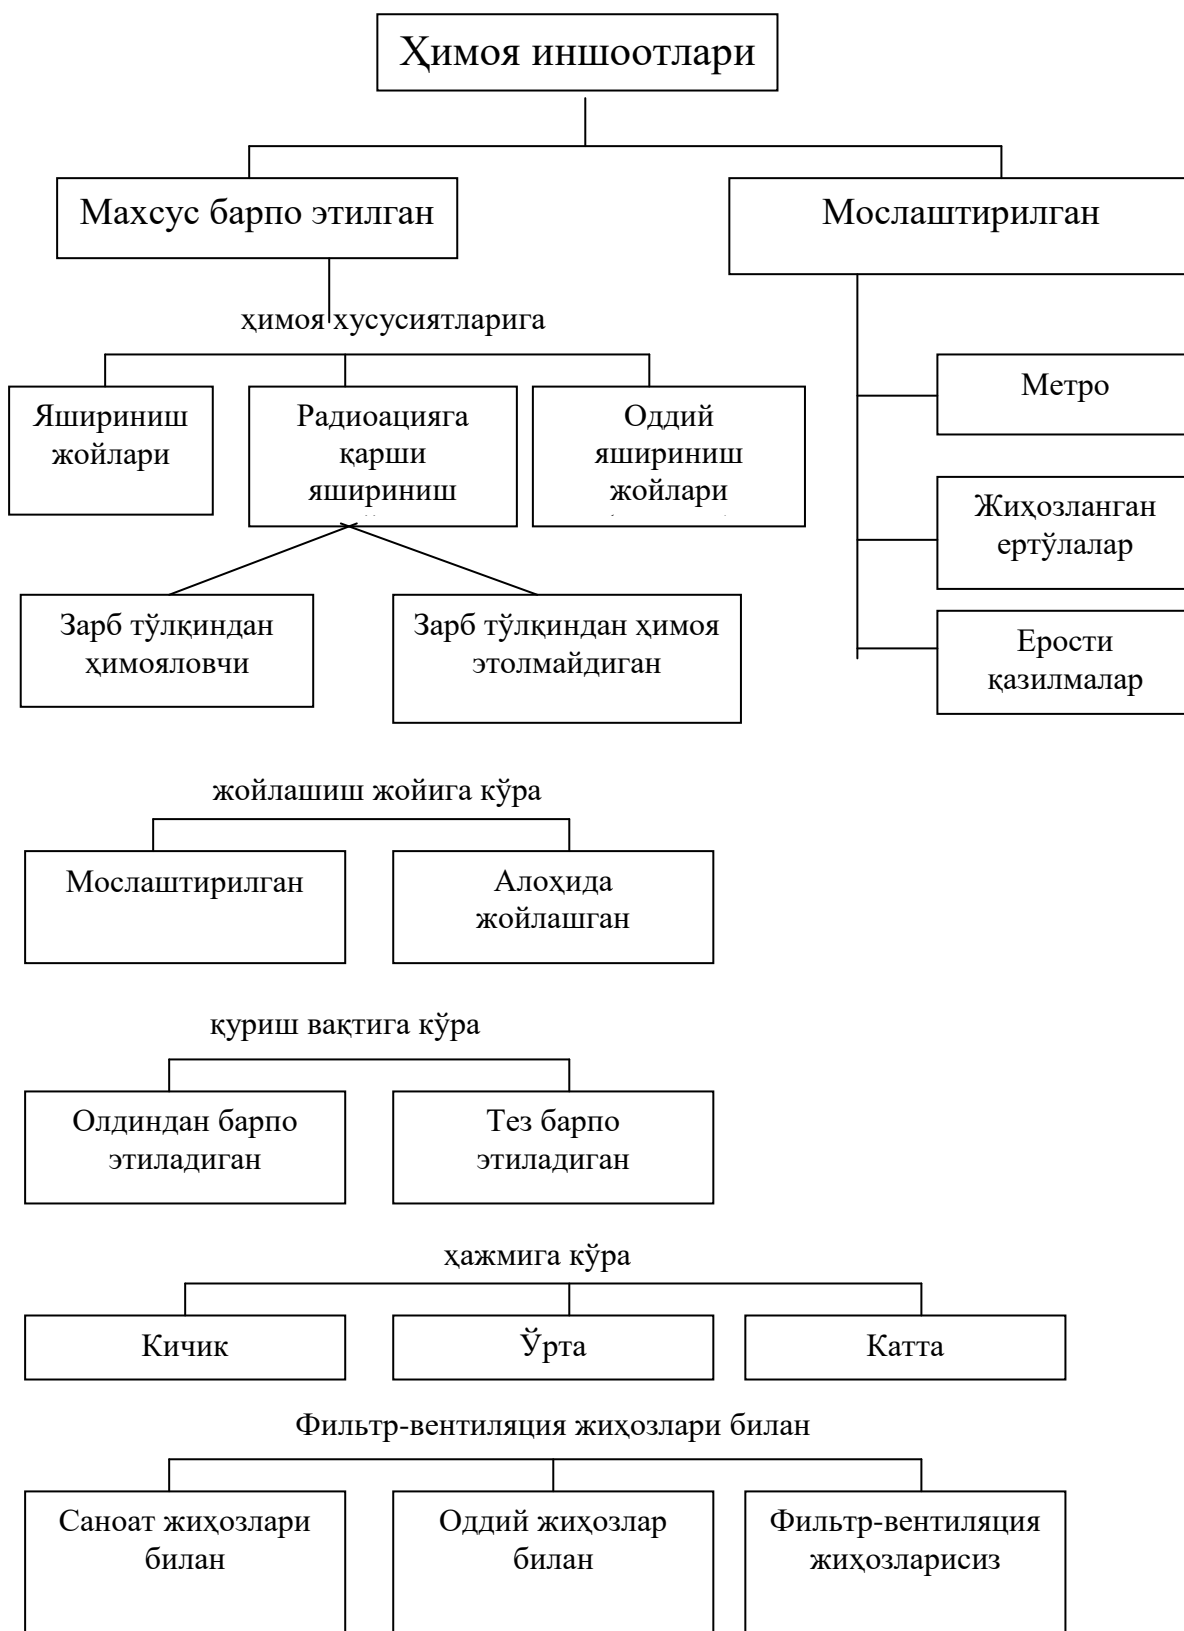 Ҳимоя иншоотлари
Махсус барпо этилган
Мослаштирилган
ҳимоя хусусиятларига
Яшириниш
жойлари
Радиоацияга
қарши
яшириниш
Оддий
яшириниш
жойлари
Метро
Жиҳозланган
ертўлалар
Ерости
қазилмалар
Зарб тўлқиндан
ҳимояловчи
Зарб тўлқиндан ҳимоя
этолмайдиган
жойлашиш жойига кўра
Мослаштирилган
Алоҳида
жойлашган
қуриш вақтига кўра
Олдиндан барпо
этиладиган
Тез барпо
этиладиган
ҳажмига кўра
Кичик
Ўрта
Катта
Фильтр-вентиляция жиҳозлари билан
Саноат жиҳозлари
билан
Оддий жиҳозлар
билан
Фильтр-вентиляция
жиҳозларисиз